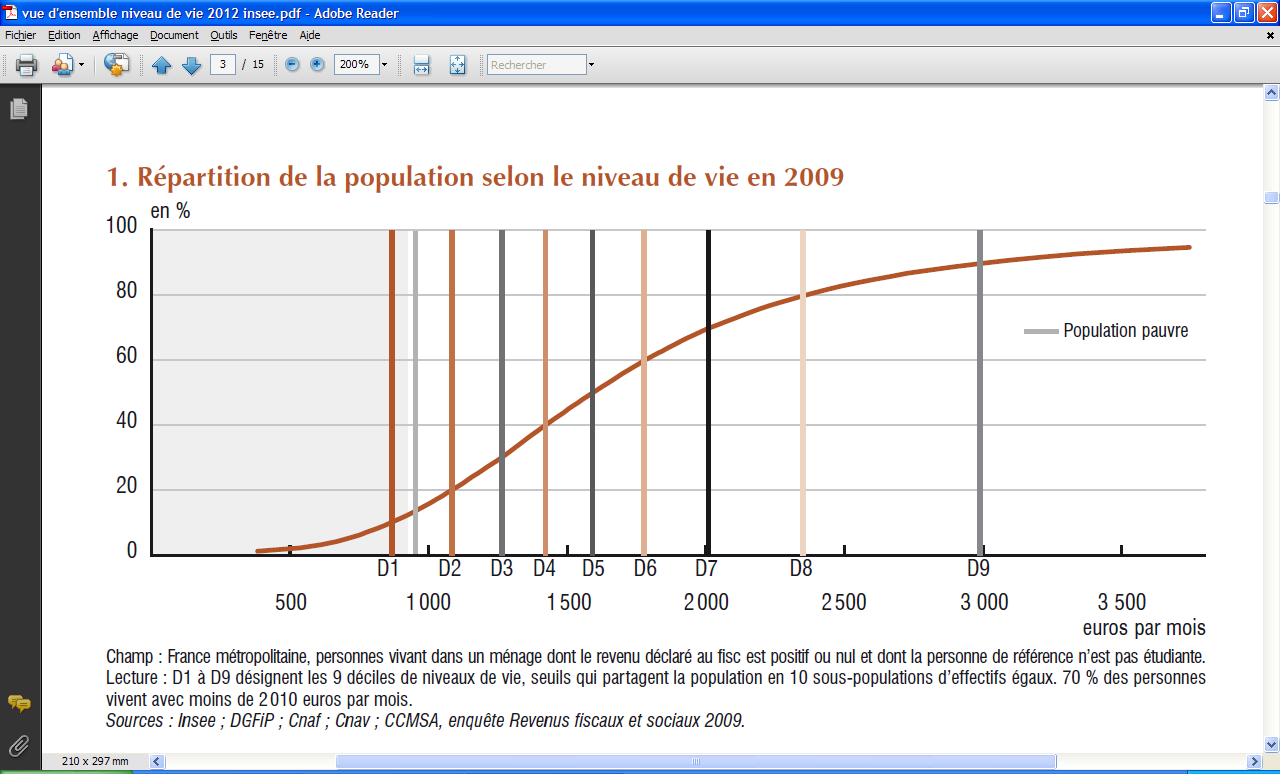 vue d'ensemble niveau de vie 2012 insee.pdf - Adobe Reader
Fichier Edition Affichage Document Outils Fenêtre Aide
3 / 15 200% Rechercher
1. Répartition de la population selon le niveau de vie en 2009
en %
100
80
60
40
20
0
Population pauvre
D1 D2 D3 D4 D5 D6 D7 D8 D9
500 1 000 1 500 2 000 2 500 3 000 3 500
euros par mois
Champ : France métropolitaine, personnes vivant dans un ménage dont le revenu déclaré au fisc est positif ou nul et dont la personne de référence n'est pas étudiante.
Lecture : D1 à D9 désignent les 9 déciles de niveaux de vie, seuils qui partagent la population en 10 sous-populations d'effectifs égaux. 70 % des personnes
vivent avec moins de 2 010 euros par mois.
Sources : Insee ; DGFiP ; Cnaf ; Cnav ; CCMSA, enquête Revenus fiscaux et sociaux 2009.
210 x 297 mm